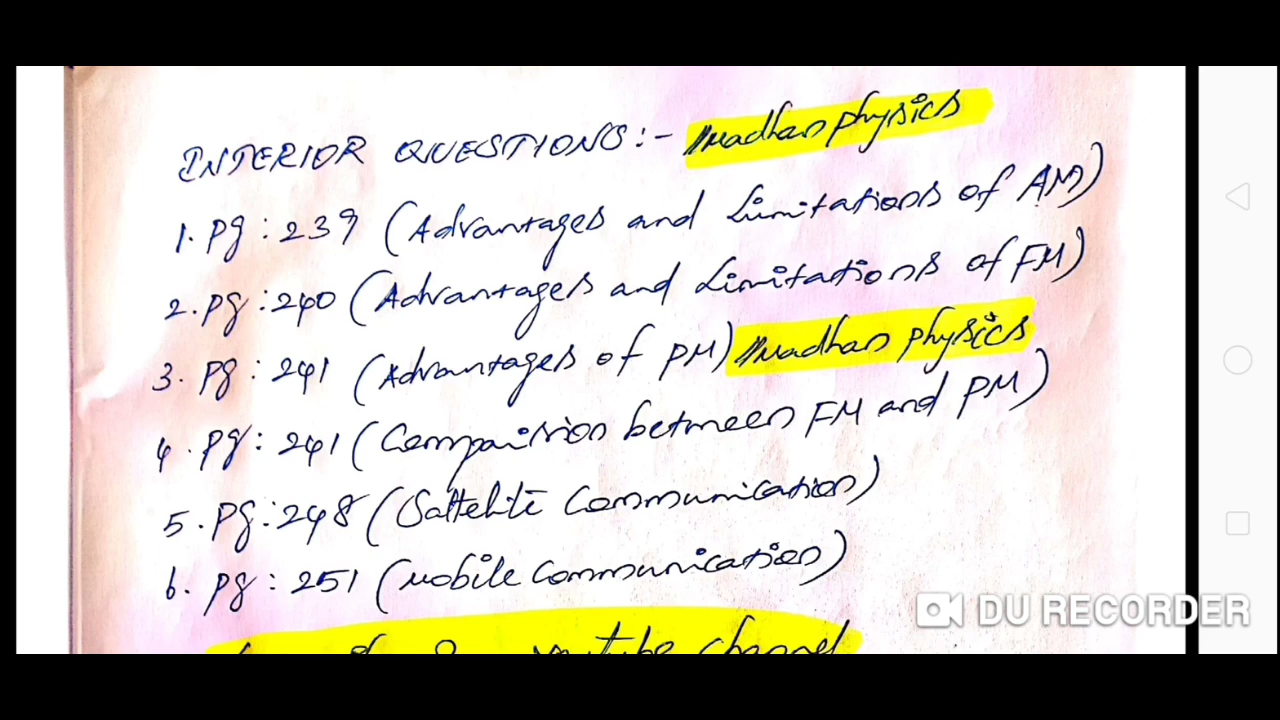 INTERIOR QUESTIONS:- Madhan physics
1. pg: 239 (Advantages and Limitations of AM)
2. pg: 240 (Advantages and Limitations of FM)
3. pg: 241 (Advantages of PM) Madhan physics
4. pg: 241 (Comparision between FM and PM)
5. pg: 248 (Sattelite Communication)
6. pg: 251 (Mobile Communication)
youtube channel
DU RECORDER